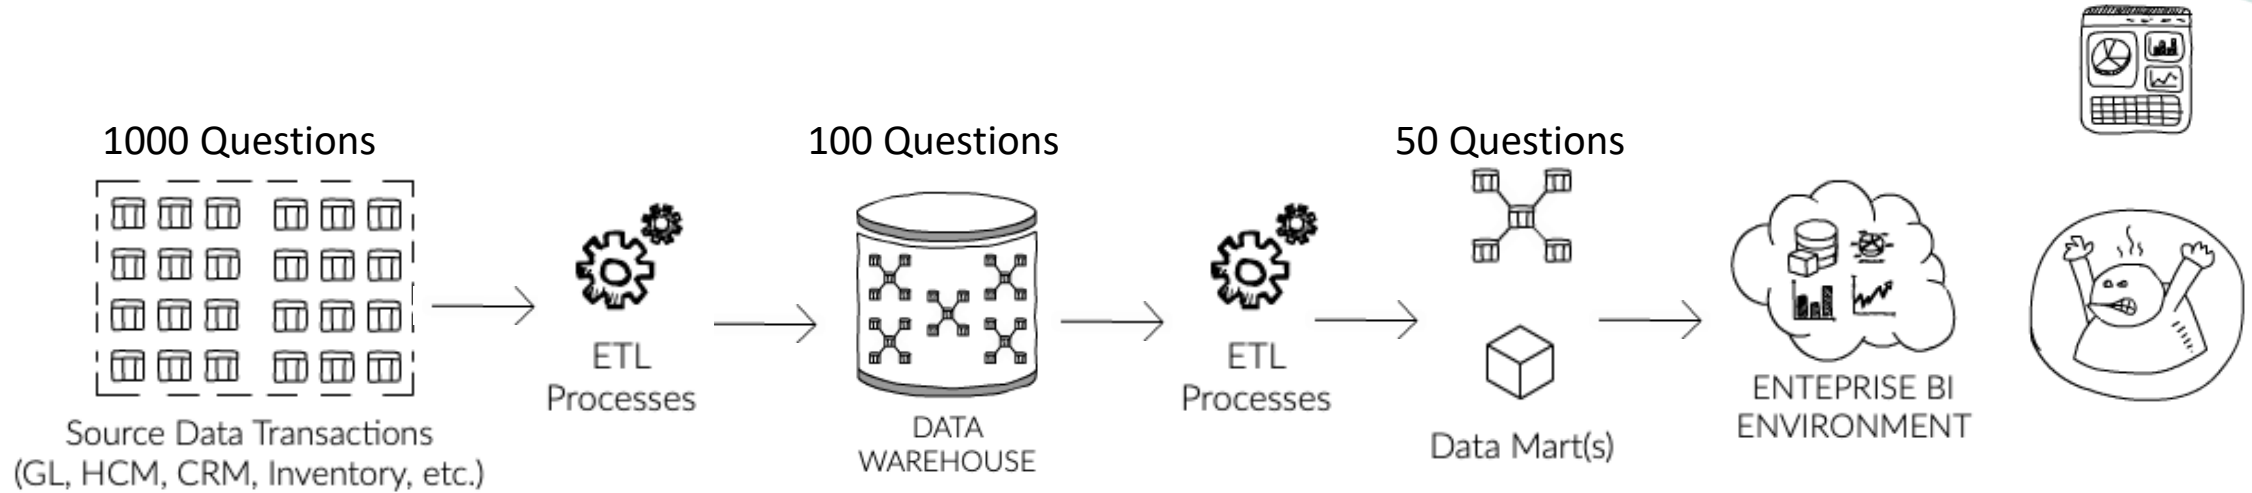 1000 Questions
100 Questions
50 Questions
Source Data Transactions
(GL, HCM, CRM, Inventory, etc.)
ETL
Processes
DATA
WAREHOUSE
ETL
Processes
Data Mart(s)
ENTEPRISE BI
ENVIRONMENT